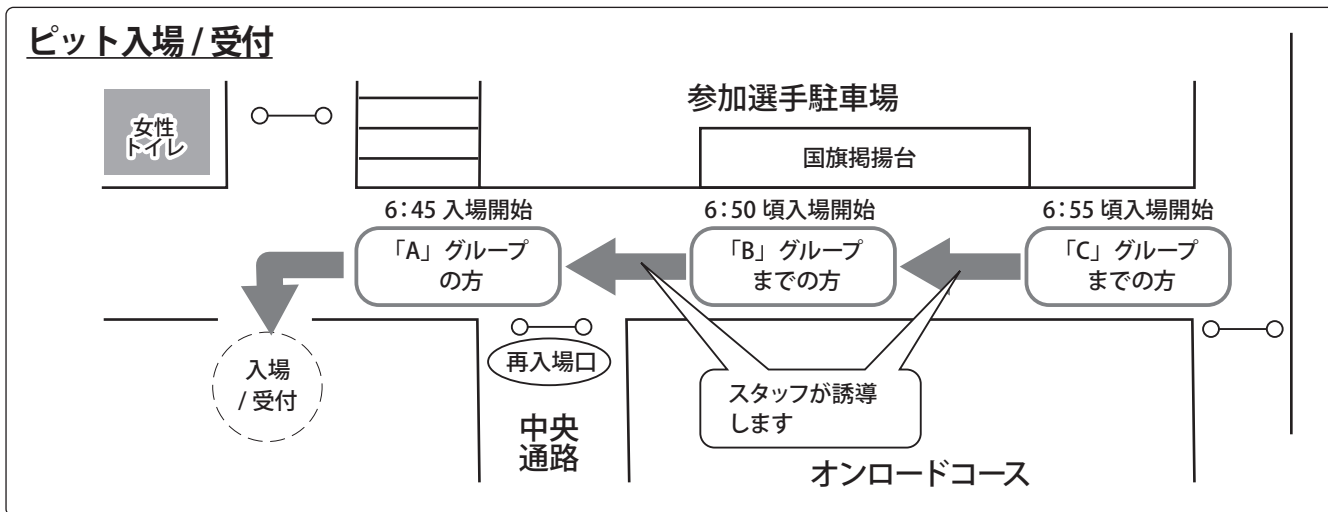 ピット入場 / 受付
女性
トイレ
参加選手駐車場
国旗掲揚台
6：45 入場開始
6：50 頃入場開始
6：55 頃入場開始
「A」グループ
の方
「B」グループ
までの方
「C」グループ
までの方
入場
/ 受付
再入場口
スタッフが誘導
します
中央
通路
オンロードコース